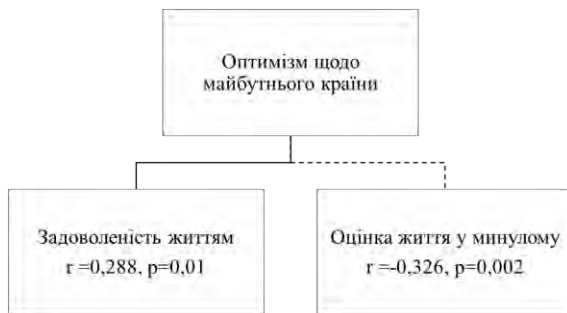 Оптимізм щодо
майбутнього країни
Задоволеність життям
r =0,288, p=0,01
Оцінка життя у минулому
r =-0,326, p=0,002